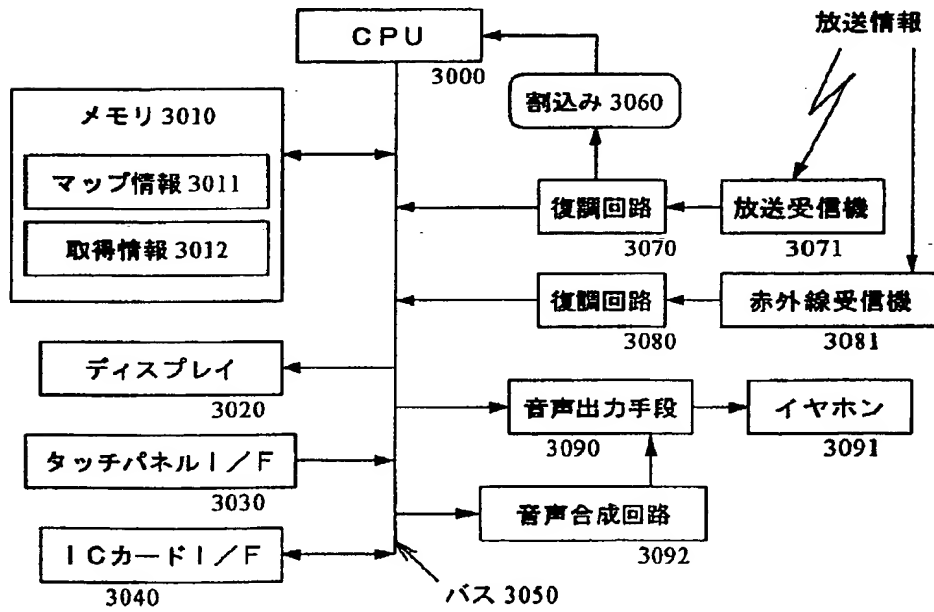 CPU
3000
放送情報
割込み 3060
メモリ 3010
マップ情報 3011
取得情報 3012
復調回路
3070
放送受信機
3071
復調回路
3080
赤外線受信機
3081
ディスプレイ
3020
音声出力手段
3090
イヤホン
3091
タッチパネルI/F
3030
音声合成回路
3092
ICカードI/F
3040
バス 3050